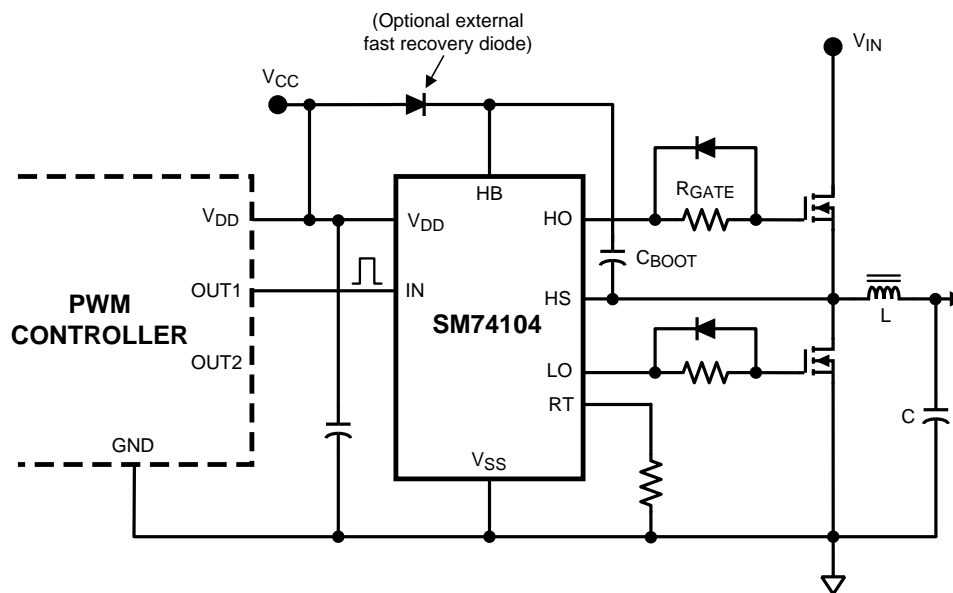 (Optional external
fast recovery diode)
VIN
VCC
HB
RGATE
VDD
VDD
HO
CBOOT
OUT1
IN
HS
PWM
CONTROLLER
SM74104
L
OUT2
LO
RT
C
GND
VSS